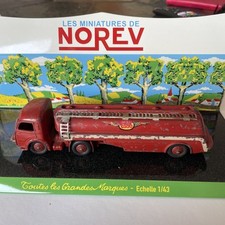 LES MINIATURES DE
NOREV
Toutes les Grandes Marques - Echelle 1/43